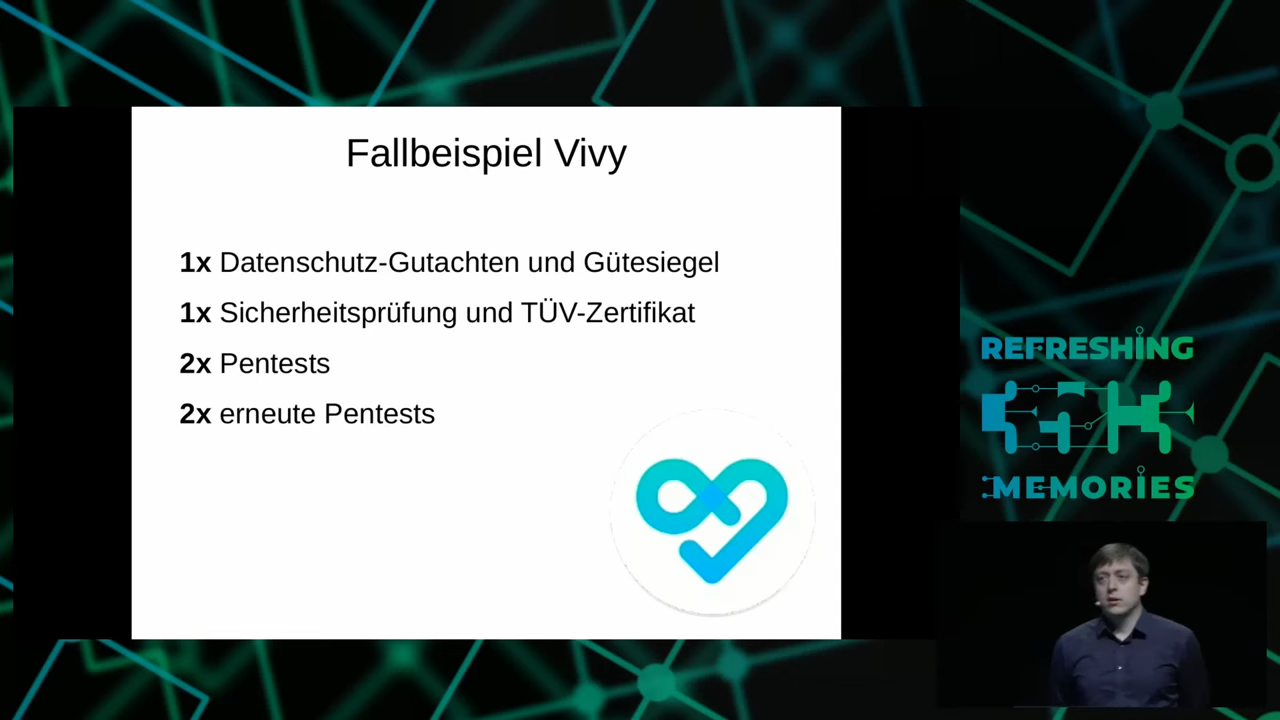 Fallbeispiel Vivy
1x Datenschutz-Gutachten und Gütesiegel
1x Sicherheitsprüfung und TÜV-Zertifikat
2x Pentests
2x erneute Pentests
REFRESHING
35C3
MEMORIES